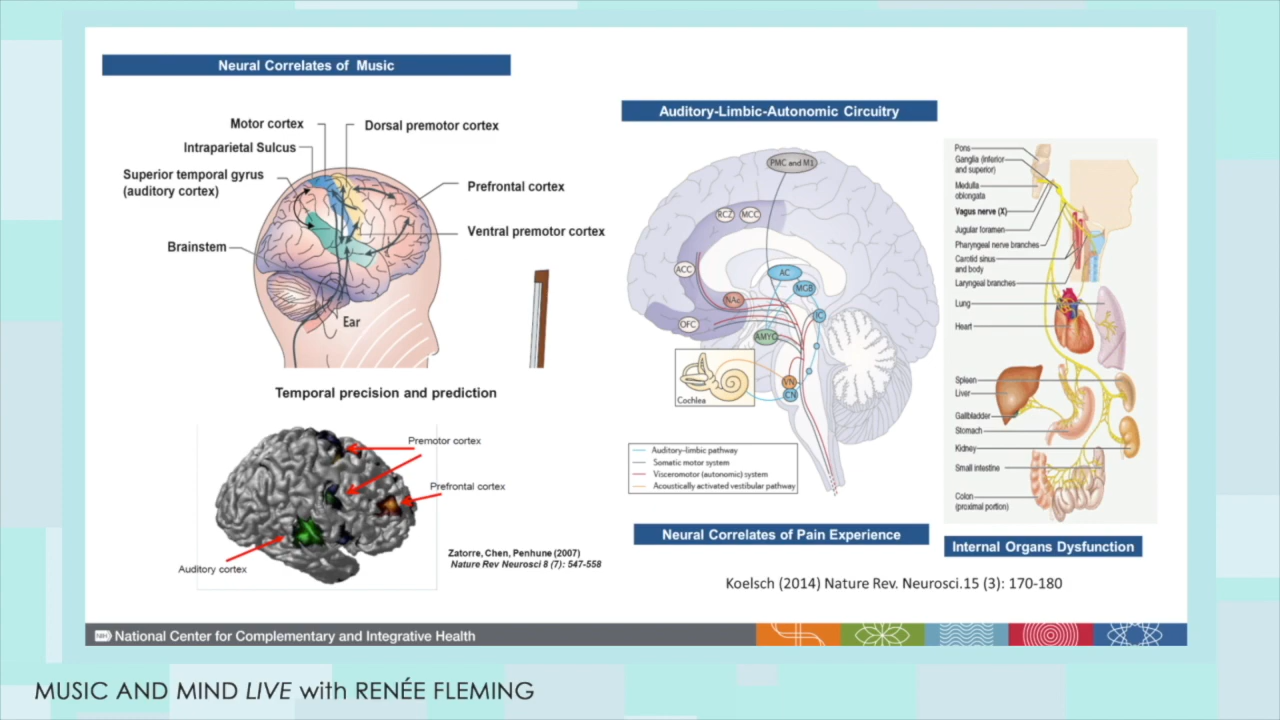 Neural Correlates of Music
Motor cortex
Dorsal premotor cortex
Intraparietal Sulcus
Superior temporal gyrus
(auditory cortex)
Prefrontal cortex
Ventral premotor cortex
Brainstem
Ear
Temporal precision and prediction
Premotor cortex
Prefrontal cortex
Auditory cortex
Zatorre, Chen, Penhune (2007)
Nature Rev Neurosci 8 (7): 547-558
Auditory-Limbic-Autonomic Circuitry
PMC and M1
RCZ
MCC
ACC
AC
MGB
NAc
IC
OFC
AMYG
VN
CN
Cochlea
Auditory–limbic pathway
Somatic motor system
Visceromotor (autonomic) system
Acoustically activated vestibular pathway
Neural Correlates of Pain Experience
Koelsch (2014) Nature Rev. Neurosci.15 (3): 170-180
Pons
Ganglia (inferior
and superior)
Medulla
oblongata
Vagus nerve (X)
Jugular foramen
Pharyngeal nerve branches
Carotid sinus
and body
Laryngeal branches
Lung
Heart
Spleen
Liver
Gallbladder
Stomach
Kidney
Small intestine
Colon
(proximal portion)
Internal Organs Dysfunction
NIH National Center for Complementary and Integrative Health
MUSIC AND MIND LIVE with RENÉE FLEMING